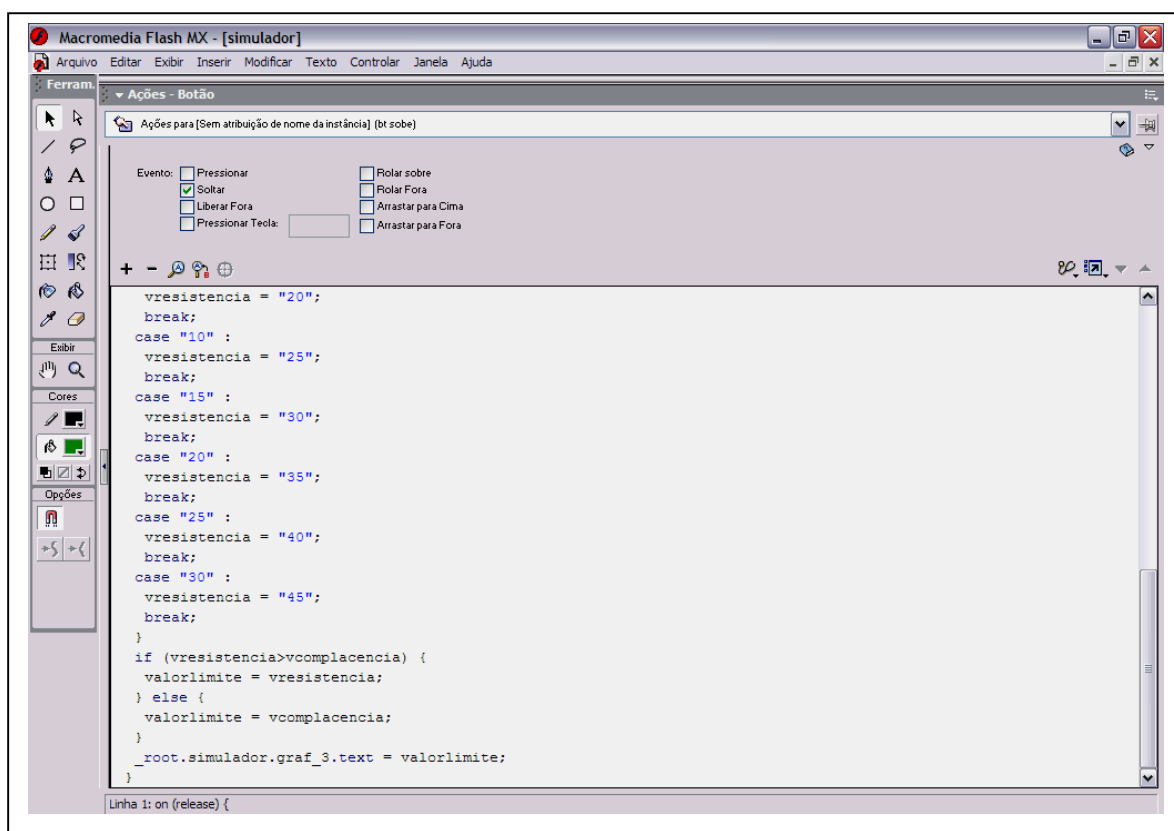 Macromedia Flash MX - [simulador]
Arquivo Editar Exibir Inserir Modificar Texto Controlar Janela Ajuda
Ferram.
Ações - Botão
Ações para [Sem atribuição de nome da instância] (bt sobe)
Evento: Pressionar Rolar sobre
Soltar Rolar Fora
Liberar Fora Arrastar para Cima
Pressionar Tecla: Arrastar para Fora
Exibir
Cores
Opções
vresistencia = "20";
break;
case "10" :
vresistencia = "25";
break;
case "15" :
vresistencia = "30";
break;
case "20" :
vresistencia = "35";
break;
case "25" :
vresistencia = "40";
break;
case "30" :
vresistencia = "45";
break;
}
if (vresistencia>vcomplacencia) {
valorlimite = vresistencia;
} else {
valorlimite = vcomplacencia;
}
_root.simulador.graf_3.text = valorlimite;
}
Linha 1: on (release) {